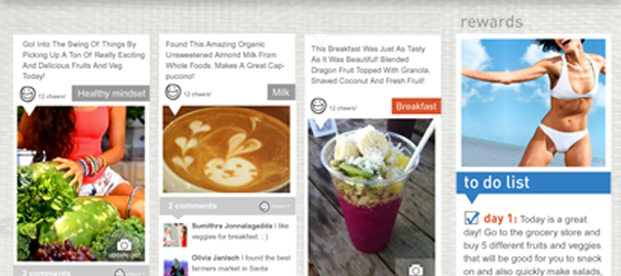 rewards
Got Into The Swing Of Things By
Picking Up A Ton Of Really Exciting
And Delicious Fruits And Veg
Today!
12 cheers!
Healthy mindset
update pic
2 comments
Found This Amazing Organic
Unsweetened Almond Milk From
Whole Foods. Makes A Great Cap-
puccino!
12 cheers!
Milk
2 comments
Sumithra Jonnalagadda I like
veggies for breakfast, : )
Olivia Janisch I found the best
farmers market in Santa
This Breakfast Was Just As Tasty
As It Was Beautiful! Blended
Dragon Fruit Topped With Granola,
Shaved Coconut And Fresh Fruit!
12 cheers!
Breakfast
to do list
day 1: Today is a great
day! Go to the grocery store and
buy 5 different fruits and veggies
that will be good for you to snack
on and also quickly make salads,